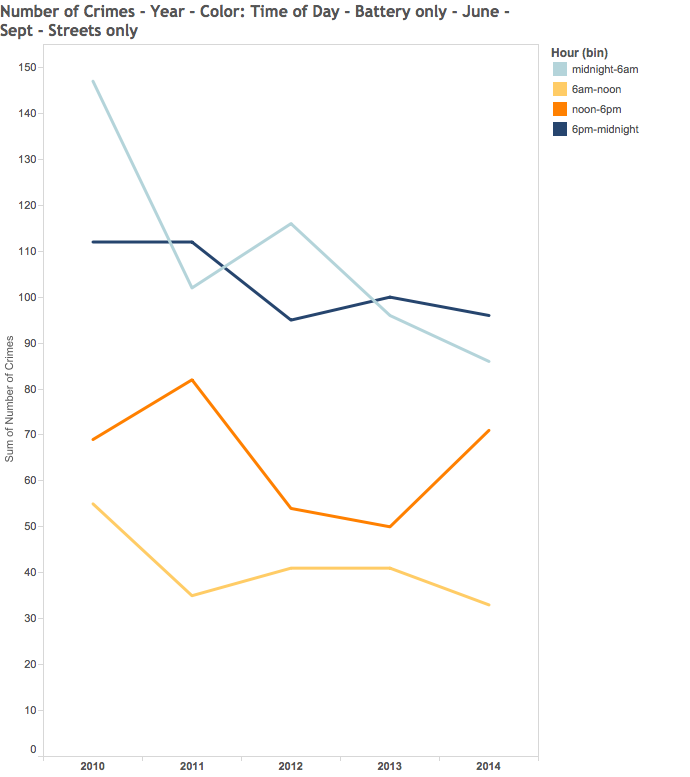 Number of Crimes - Year - Color: Time of Day - Battery only - June -
Sept - Streets only
Hour (bin)
midnight-6am
6am-noon
noon-6pm
6pm-midnight
Sum of Number of Crimes
150
140
130
120
110
100
90
80
70
60
50
40
30
20
10
0
2010 2011 2012 2013 2014